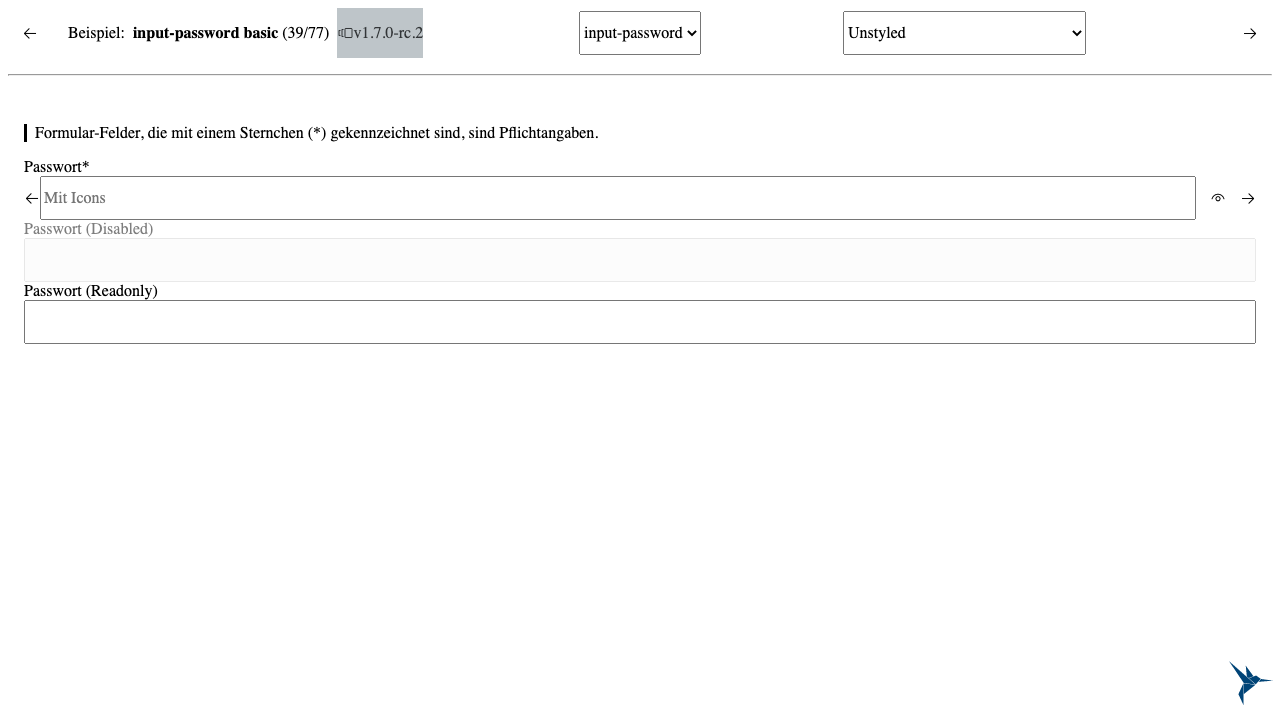 Beispiel: input-password basic (39/77) v1.7.0-rc.2 input-password Unstyled
Formular-Felder, die mit einem Sternchen (*) gekennzeichnet sind, sind Pflichtangaben.
Passwort*
Mit Icons
Passwort (Disabled)
Passwort (Readonly)